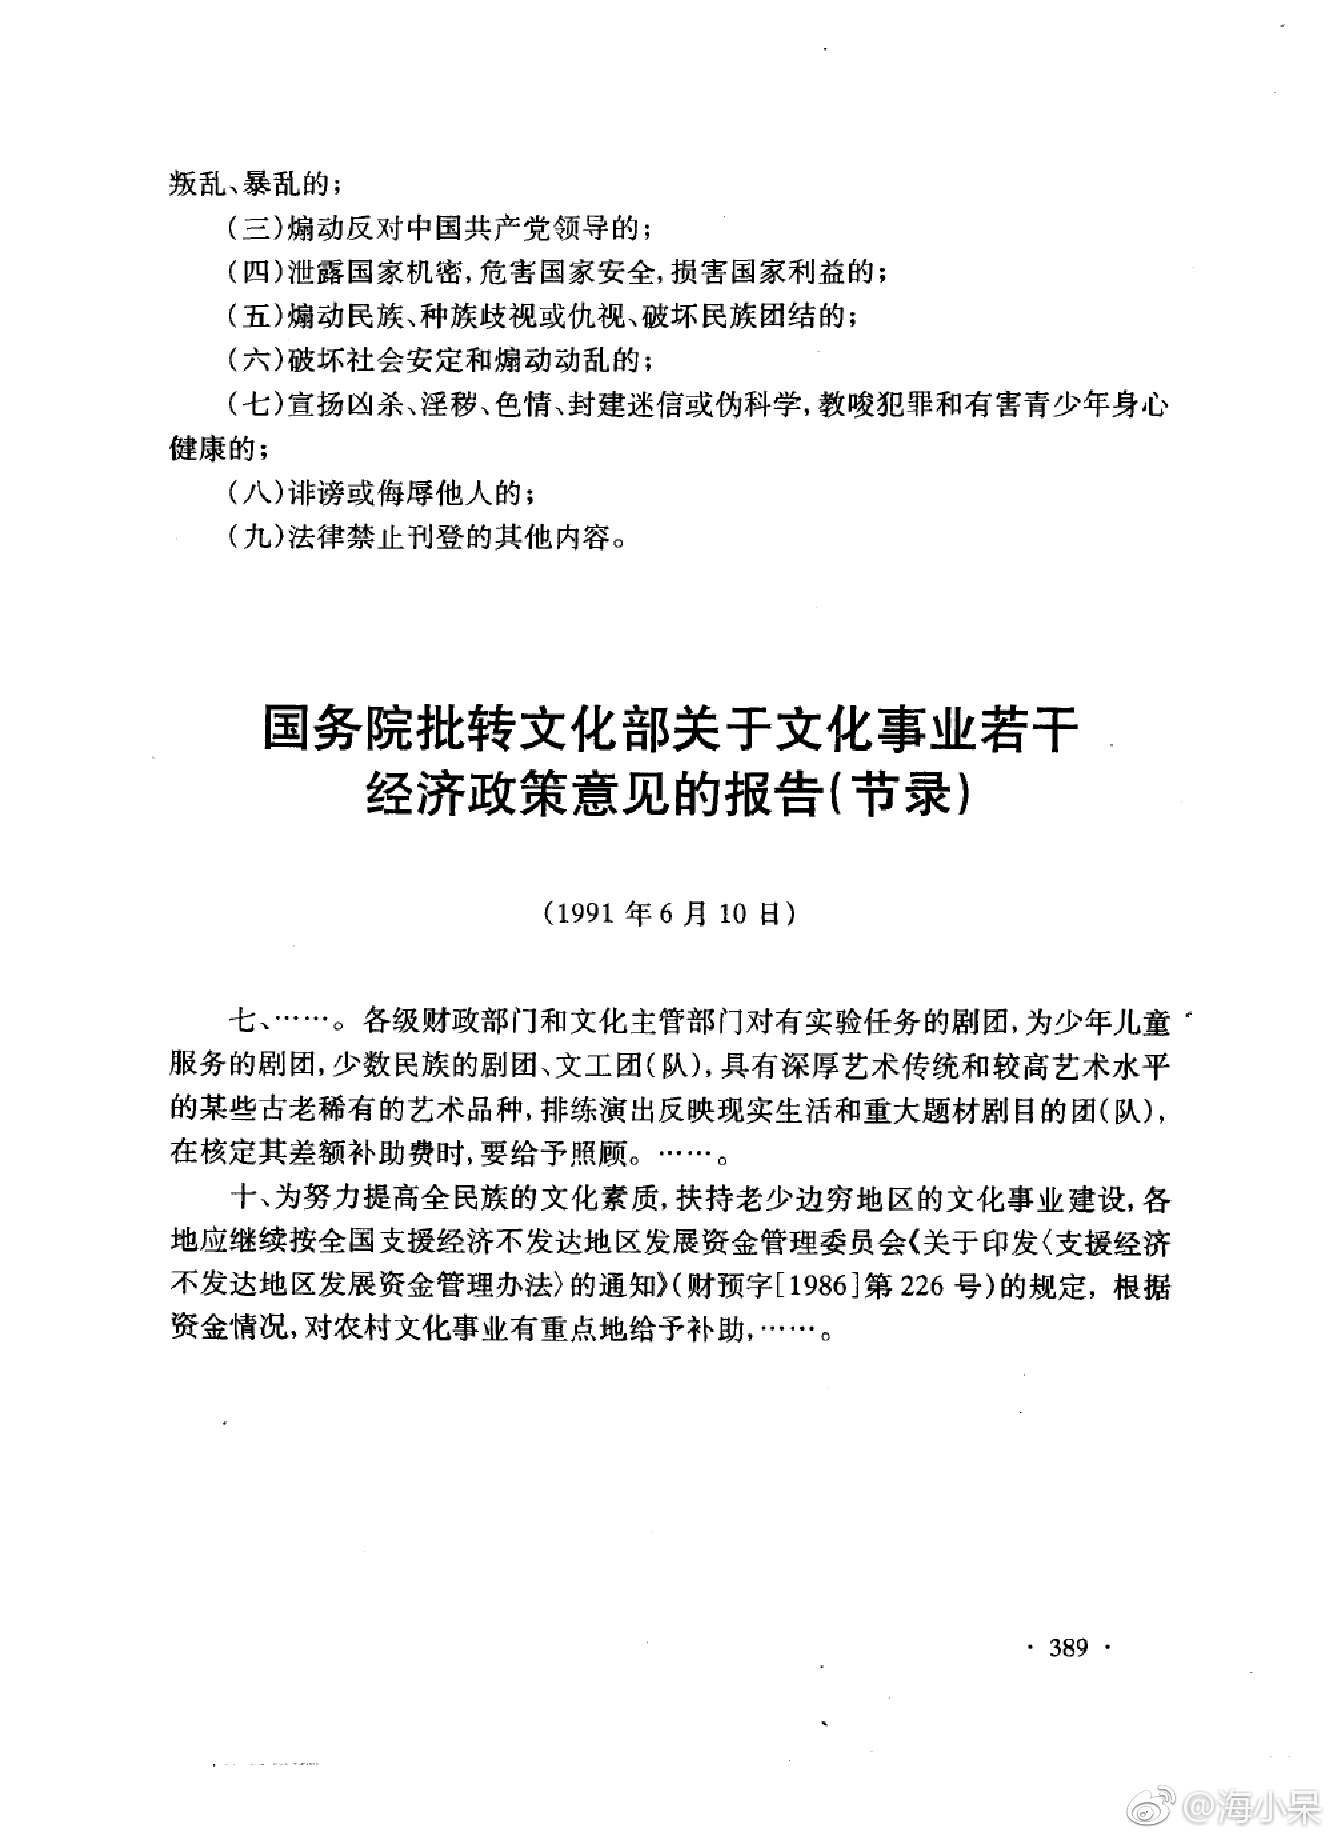 叛乱、暴乱的；
（三）煽动反对中国共产党领导的；
（四）泄露国家机密，危害国家安全，损害国家利益的；
（五）煽动民族、种族歧视或仇视、破坏民族团结的；
（六）破坏社会安定和煽动动乱的；
（七）宣扬凶杀、淫秽、色情、封建迷信或伪科学，教唆犯罪和有害青少年身心
健康的；
（八）诽谤或侮辱他人的；
（九）法律禁止刊登的其他内容。
国务院批转文化部关于文化事业若干
经济政策意见的报告（节录）
（1991 年 6 月 10 日）
七、……。各级财政部门和文化主管部门对有实验任务的剧团，为少年儿童
服务的剧团，少数民族的剧团、文工团（队），具有深厚艺术传统和较高艺术水平
的某些古老稀有的艺术品种，排练演出反映现实生活和重大题材剧目的团（队），
在核定其差额补助费时，要给予照顾。……。
十、为努力提高全民族的文化素质，扶持老少边穷地区的文化事业建设，各
地应继续按全国支援经济不发达地区发展资金管理委员会《关于印发〈支援经济
不发达地区发展资金管理办法〉的通知》（财预字[1986]第 226 号）的规定，根据
资金情况，对农村文化事业有重点地给予补助，……。
· 389 ·
@海小呆